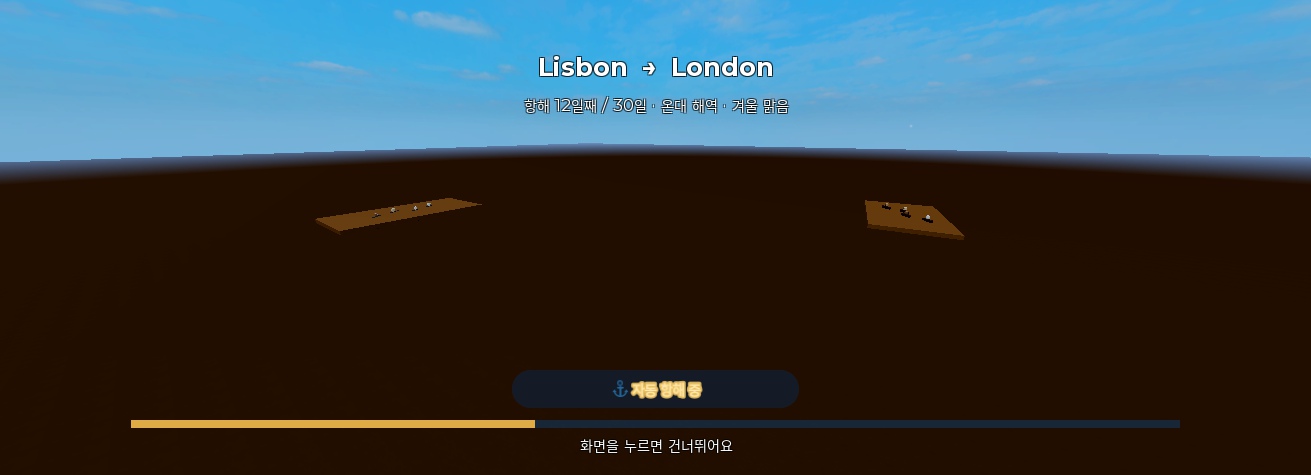 Lisbon → London
항해 12일째 / 30일 · 온대 해역 · 겨울 맑음
자동 항해 중
화면을 누르면 건너뛰어요